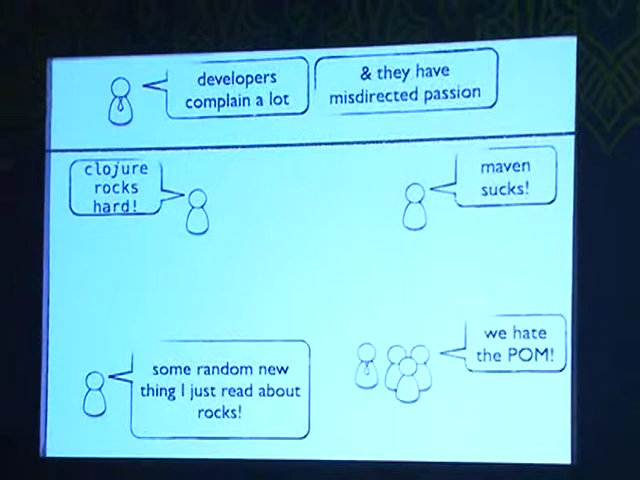 developers
complain a lot
& they have
misdirected passion
clojure
rocks
hard!
maven
sucks!
some random new
thing I just read about
rocks!
we hate
the POM!